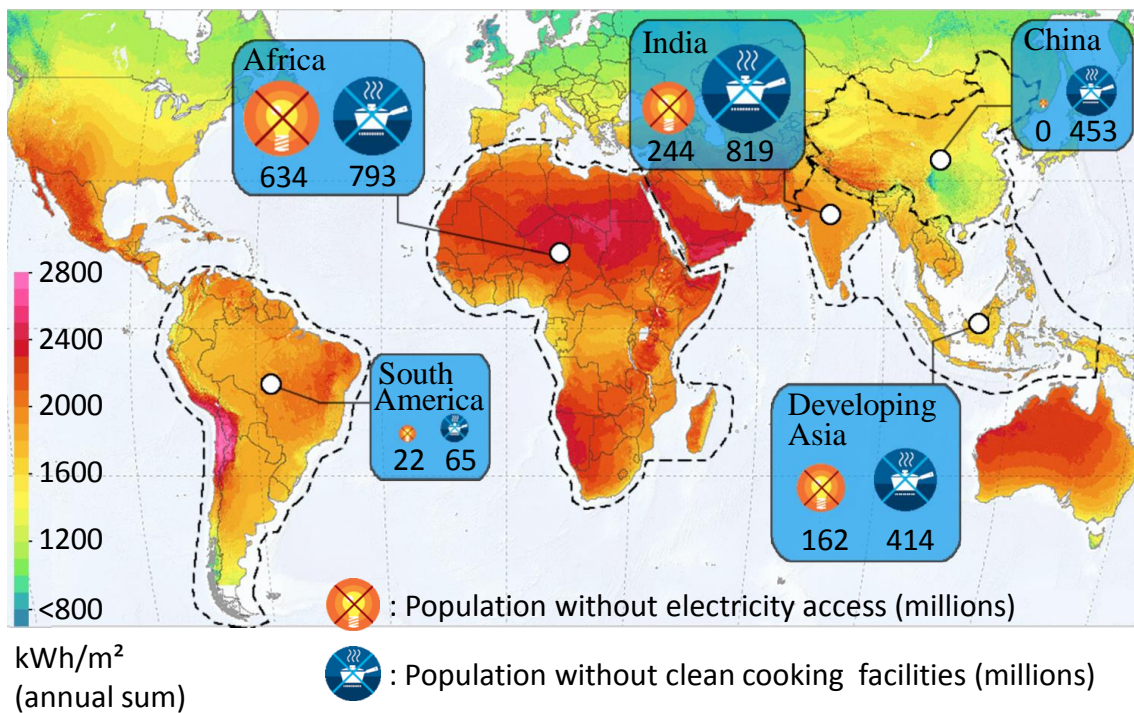 Africa
634 793
India
244 819
China
0 453
South
America
22 65
Developing
Asia
162 414
2800
2400
2000
1600
1200
<800
kWh/m²
(annual sum)
: Population without electricity access (millions)
: Population without clean cooking facilities (millions)